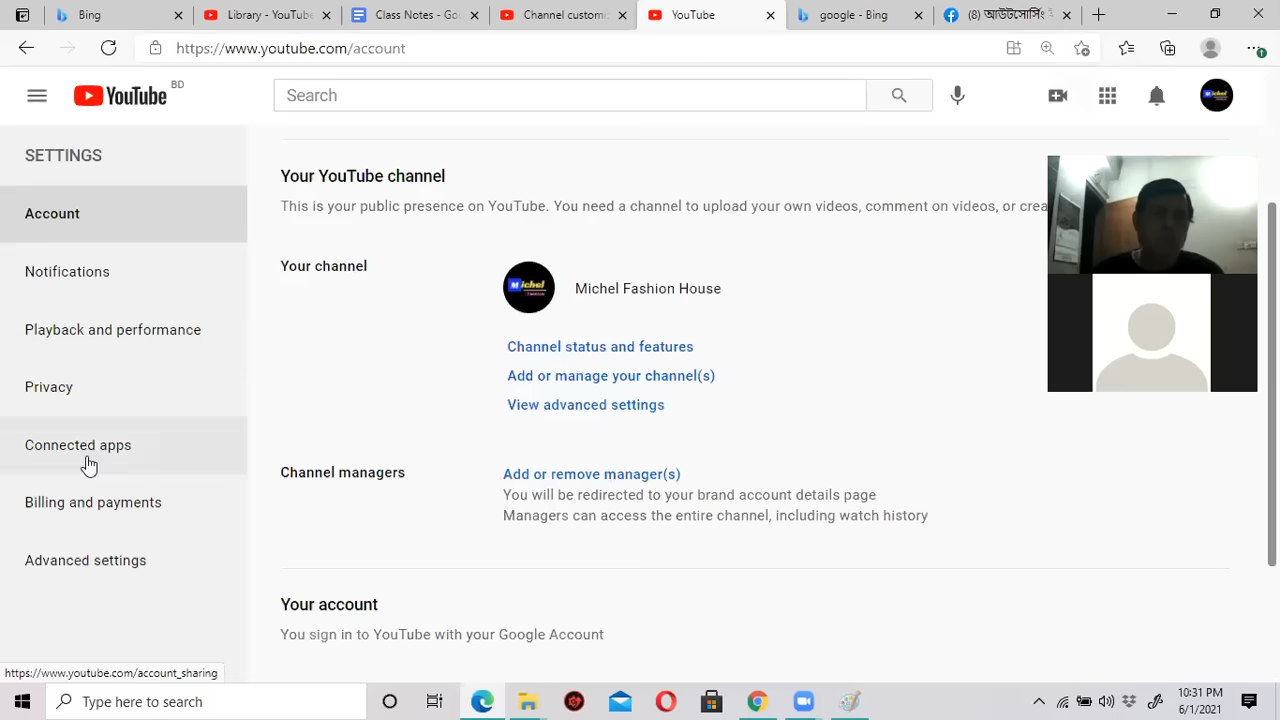 Library - YouTu
Class Notes - Go
Channel custom
YouTube
google - Bing
(8) আউটসোর্সিং
https://www.youtube.com/account
YouTube BD
Search
SETTINGS
Account
Notifications
Playback and performance
Privacy
Connected apps
Billing and payments
Advanced settings
Your YouTube channel
This is your public presence on YouTube. You need a channel to upload your own videos, comment on videos, or crea
Your channel
Michel
Michel Fashion House
Channel status and features
Add or manage your channel(s)
View advanced settings
Channel managers
Add or remove manager(s)
You will be redirected to your brand account details page
Managers can access the entire channel, including watch history
Your account
You sign in to YouTube with your Google Account
https://www.youtube.com/account_sharing
Type here to search
10:31 PM
6/1/2021